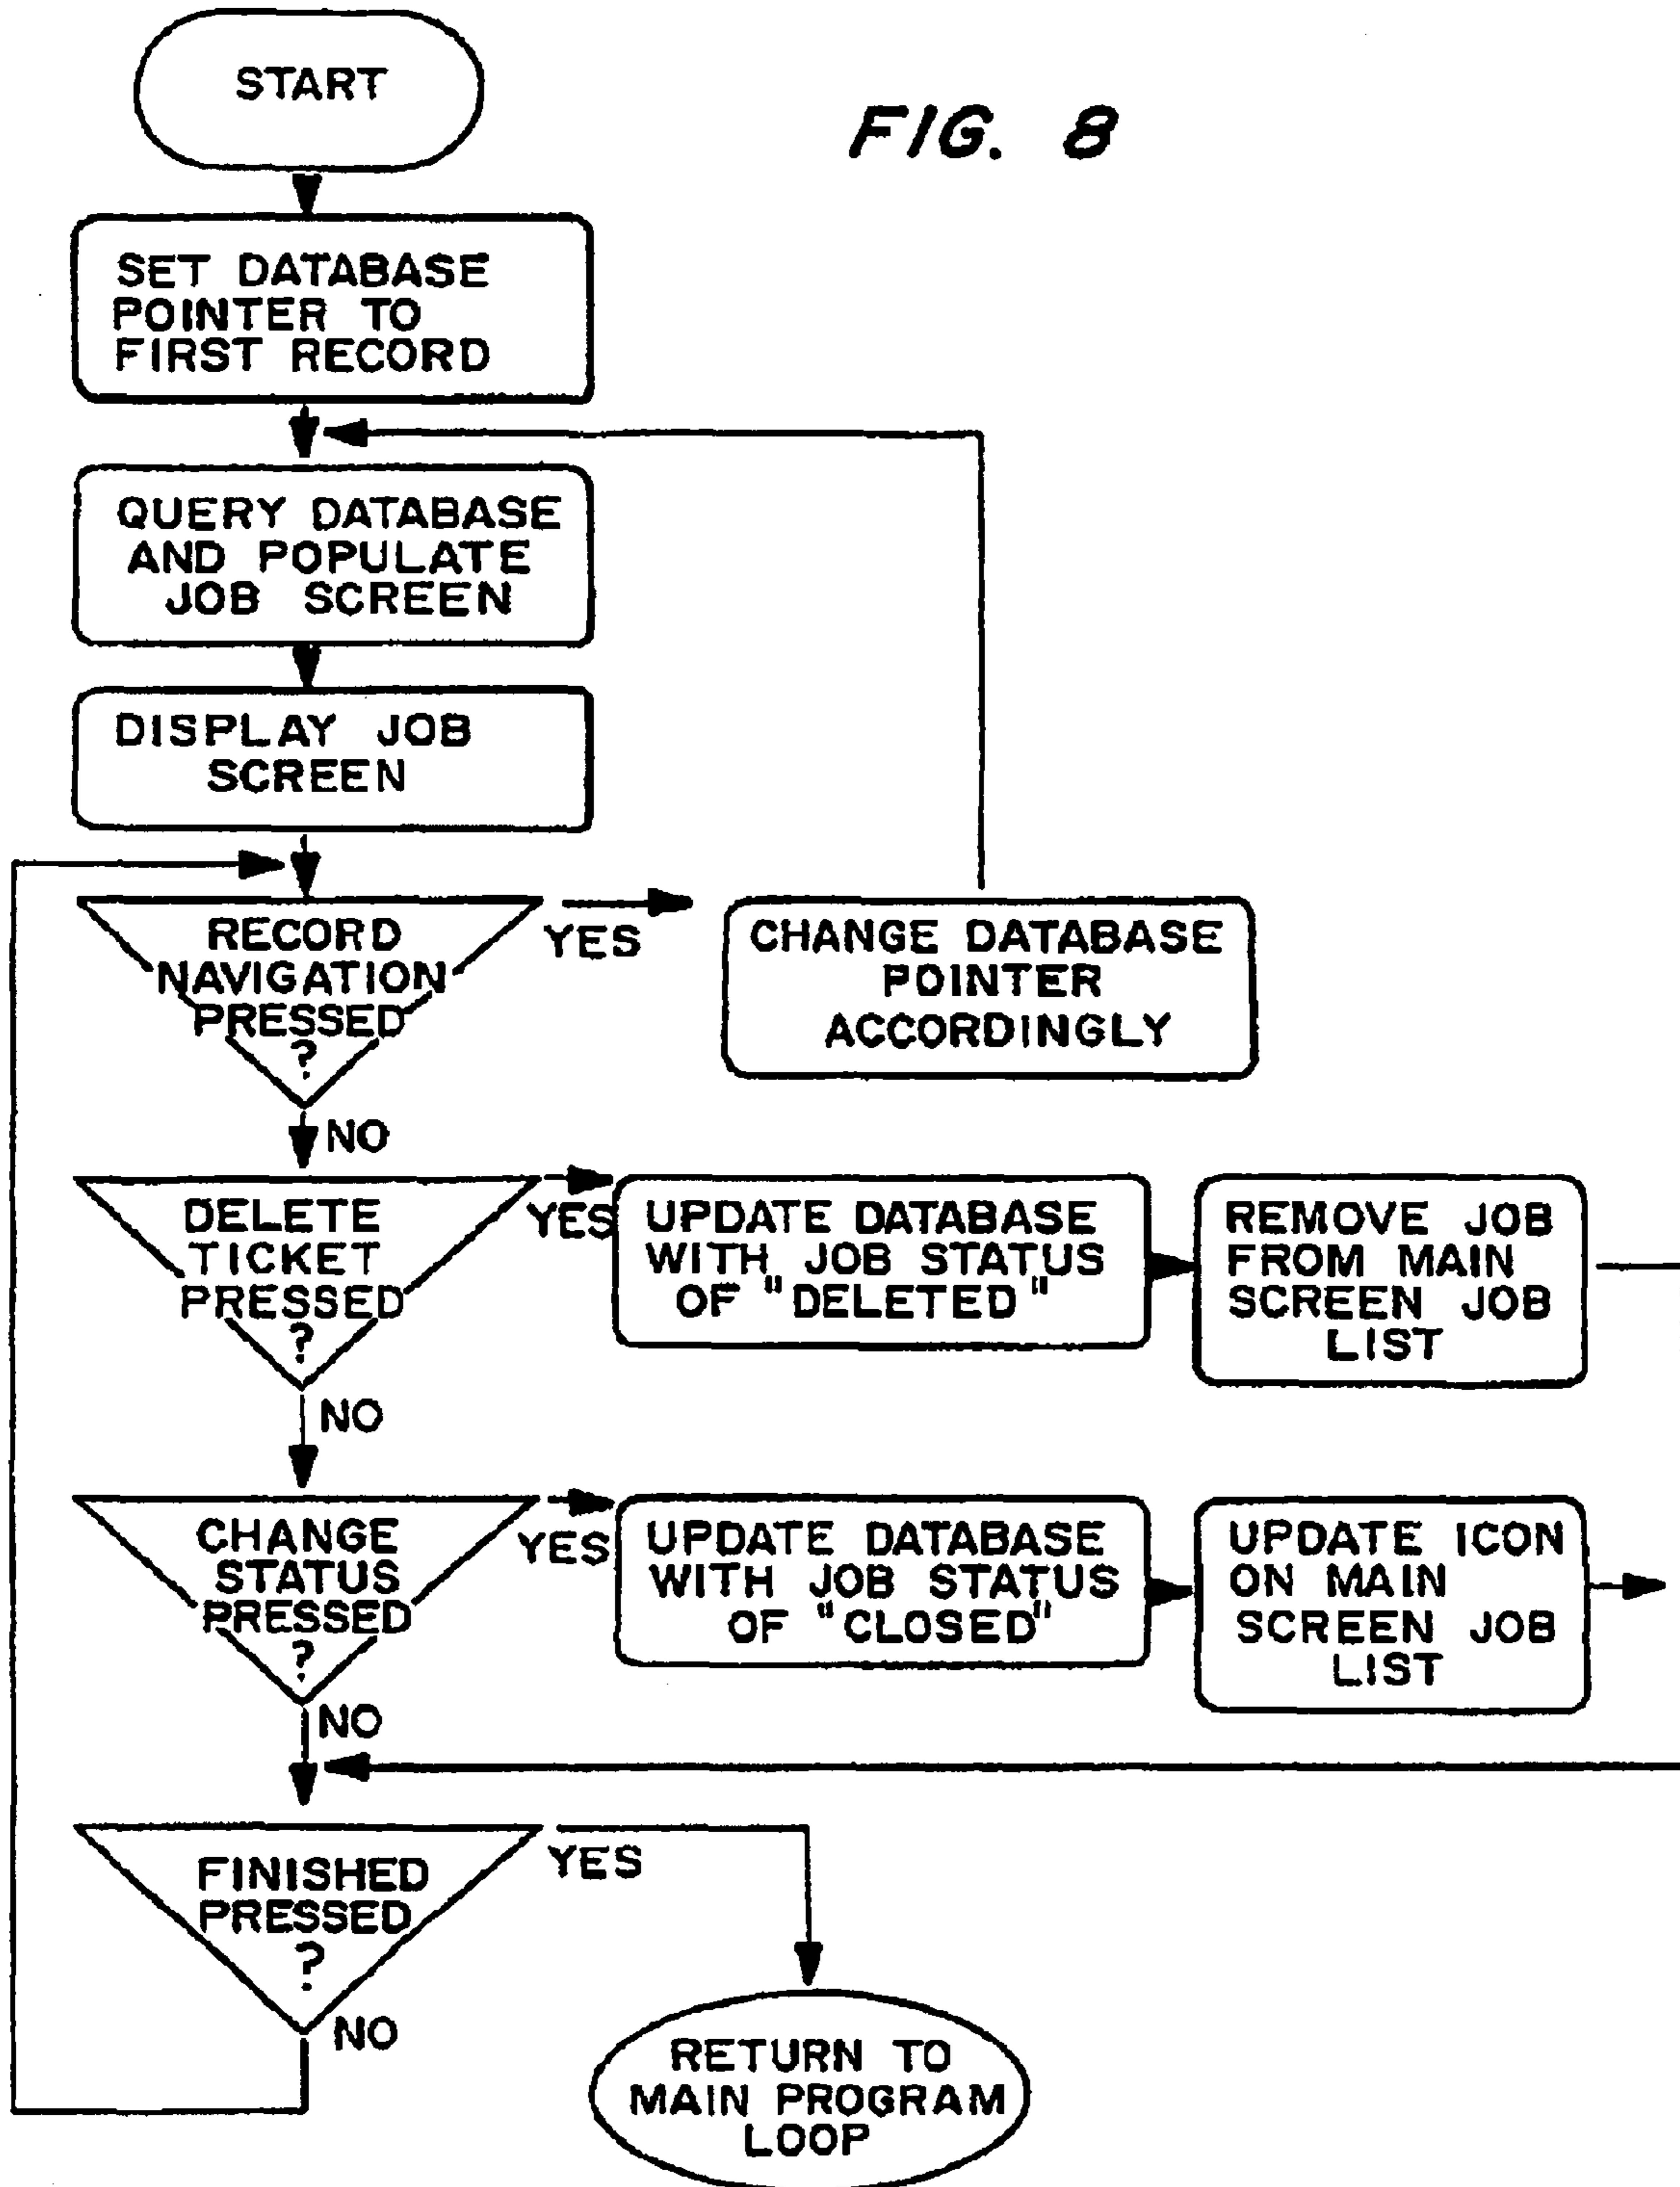 START
FIG. 8
SET DATABASE
POINTER TO
FIRST RECORD
QUERY DATABASE
AND POPULATE
JOB SCREEN
DISPLAY JOB
SCREEN
RECORD
NAVIGATION
PRESSED
?
YES
CHANGE DATABASE
POINTER
ACCORDINGLY
NO
DELETE
TICKET
PRESSED
?
YES
UPDATE DATABASE
WITH JOB STATUS
OF "DELETED"
REMOVE JOB
FROM MAIN
SCREEN JOB
LIST
NO
CHANGE
STATUS
PRESSED
?
YES
UPDATE DATABASE
WITH JOB STATUS
OF "CLOSED"
UPDATE ICON
ON MAIN
SCREEN JOB
LIST
NO
FINISHED
PRESSED
?
YES
NO
RETURN TO
MAIN PROGRAM
LOOP